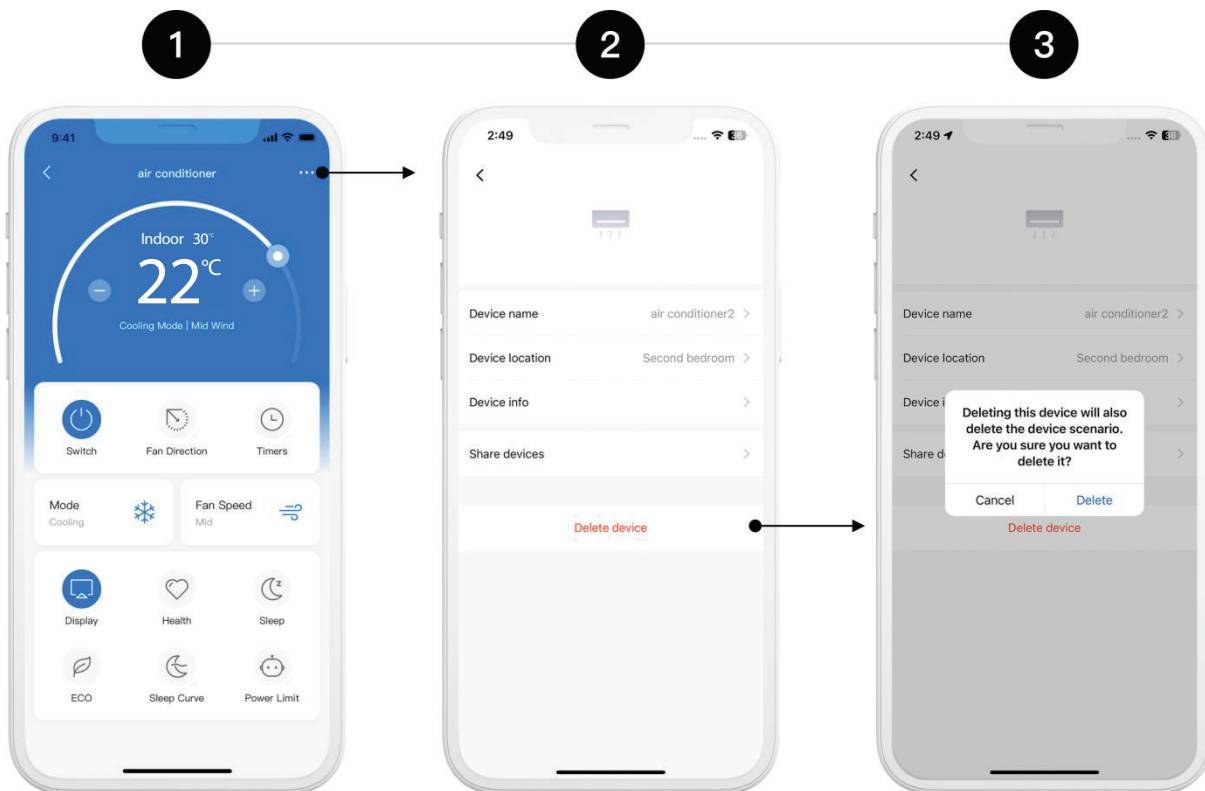 1
2
3
9:41
air conditioner
Indoor 30°C
22°C
Cooling Mode | Mid Wind
Switch
Fan Direction
Timers
Mode
Cooling
Fan Speed
Mid
Display
Health
Sleep
ECO
Sleep Curve
Power Limit
2:49
Device name
air conditioner2
Device location
Second bedroom
Device info
Share devices
Delete device
2:49
Device name
air conditioner2
Device location
Second bedroom
Device i
Share d
Deleting this device will also
delete the device scenario.
Are you sure you want to
delete it?
Cancel
Delete
Delete device